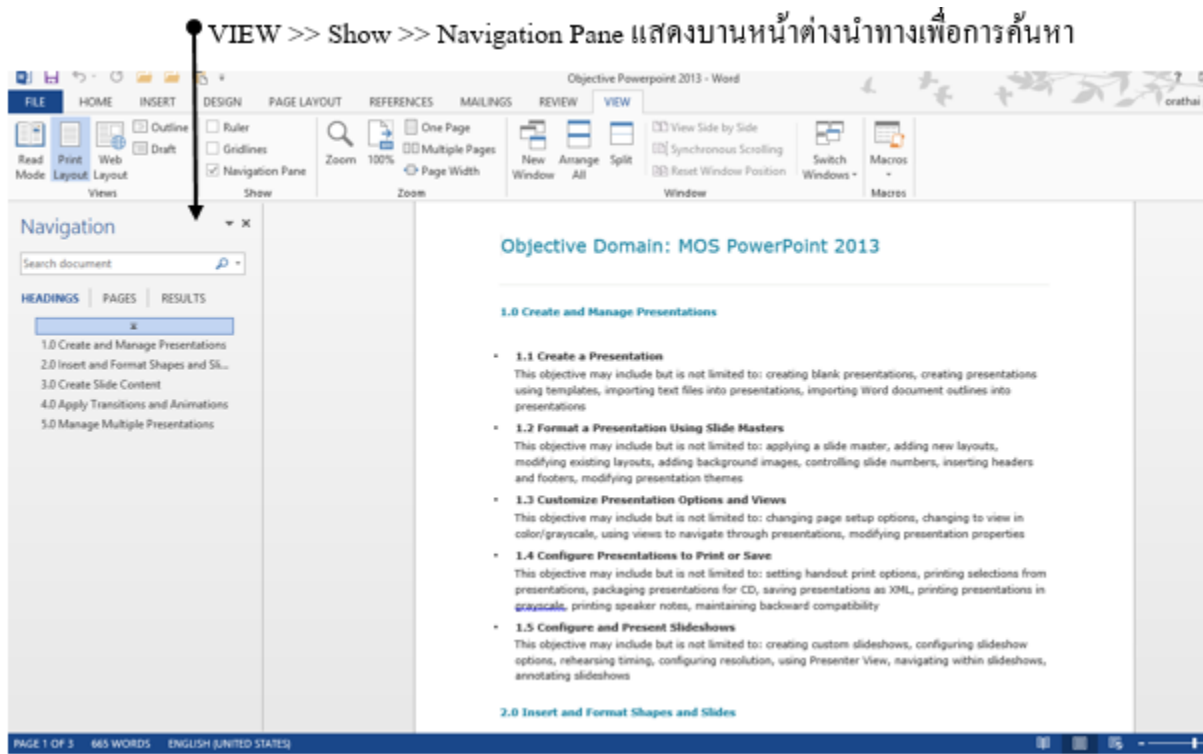 VIEW >> Show >> Navigation Pane แสดงบานหน้าต่างนำทางเพื่อการค้นหา
Objective Powerpoint 2013 - Word
FILE HOME INSERT DESIGN PAGE LAYOUT REFERENCES MAILINGS REVIEW VIEW orathai
Outline Ruler One Page View Side by Side
Draft Gridlines Multiple Pages Synchronous Scrolling
Read Print Web Navigation Pane Zoom 100% Page Width New Arrange Split Reset Window Position Switch Macros
Mode Layout Layout Window All Windows
Views Show Zoom Window Macros
Navigation
Search document
HEADINGS PAGES RESULTS
1.0 Create and Manage Presentations
2.0 Insert and Format Shapes and Sli...
3.0 Create Slide Content
4.0 Apply Transitions and Animations
5.0 Manage Multiple Presentations
Objective Domain: MOS PowerPoint 2013
1.0 Create and Manage Presentations
• 1.1 Create a Presentation
This objective may include but is not limited to: creating blank presentations, creating presentations
using templates, importing text files into presentations, importing Word document outlines into
presentations
• 1.2 Format a Presentation Using Slide Masters
This objective may include but is not limited to: applying a slide master, adding new layouts,
modifying existing layouts, adding background images, controlling slide numbers, inserting headers
and footers, modifying presentation themes
• 1.3 Customize Presentation Options and Views
This objective may include but is not limited to: changing page setup options, changing to view in
color/grayscale, using views to navigate through presentations, modifying presentation properties
• 1.4 Configure Presentations to Print or Save
This objective may include but is not limited to: setting handout print options, printing selections from
presentations, packaging presentations for CD, saving presentations as XML, printing presentations in
grayscale, printing speaker notes, maintaining backward compatibility
• 1.5 Configure and Present Slideshows
This objective may include but is not limited to: creating custom slideshows, configuring slideshow
options, rehearsing timing, configuring resolution, using Presenter View, navigating within slideshows,
annotating slideshows
2.0 Insert and Format Shapes and Slides
PAGE 1 OF 3 665 WORDS ENGLISH (UNITED STATES)